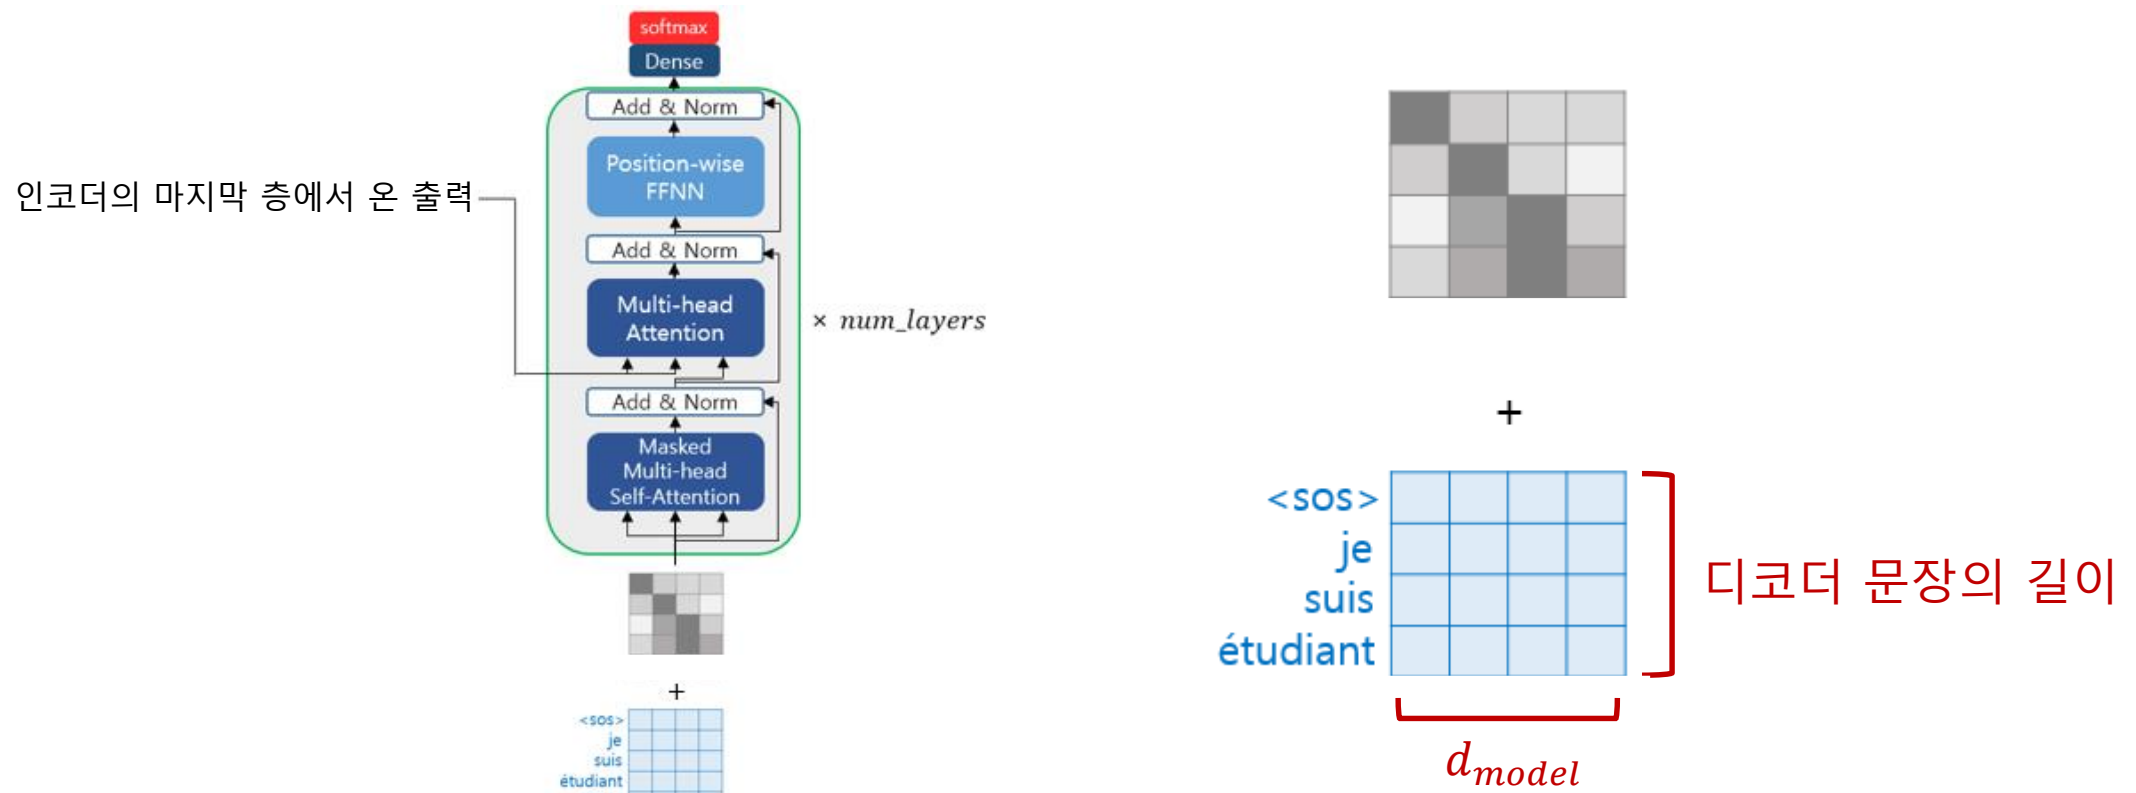 softmax
Dense
Add & Norm
Position-wise
FFNN
인코더의 마지막 층에서 온 출력
Add & Norm
Multi-head
Attention
× num_layers
Add & Norm
Masked
Multi-head
Self-Attention
+
<sos>
je
suis
étudiant
+
<sos>
je
suis
étudiant
디코더 문장의 길이
d_model